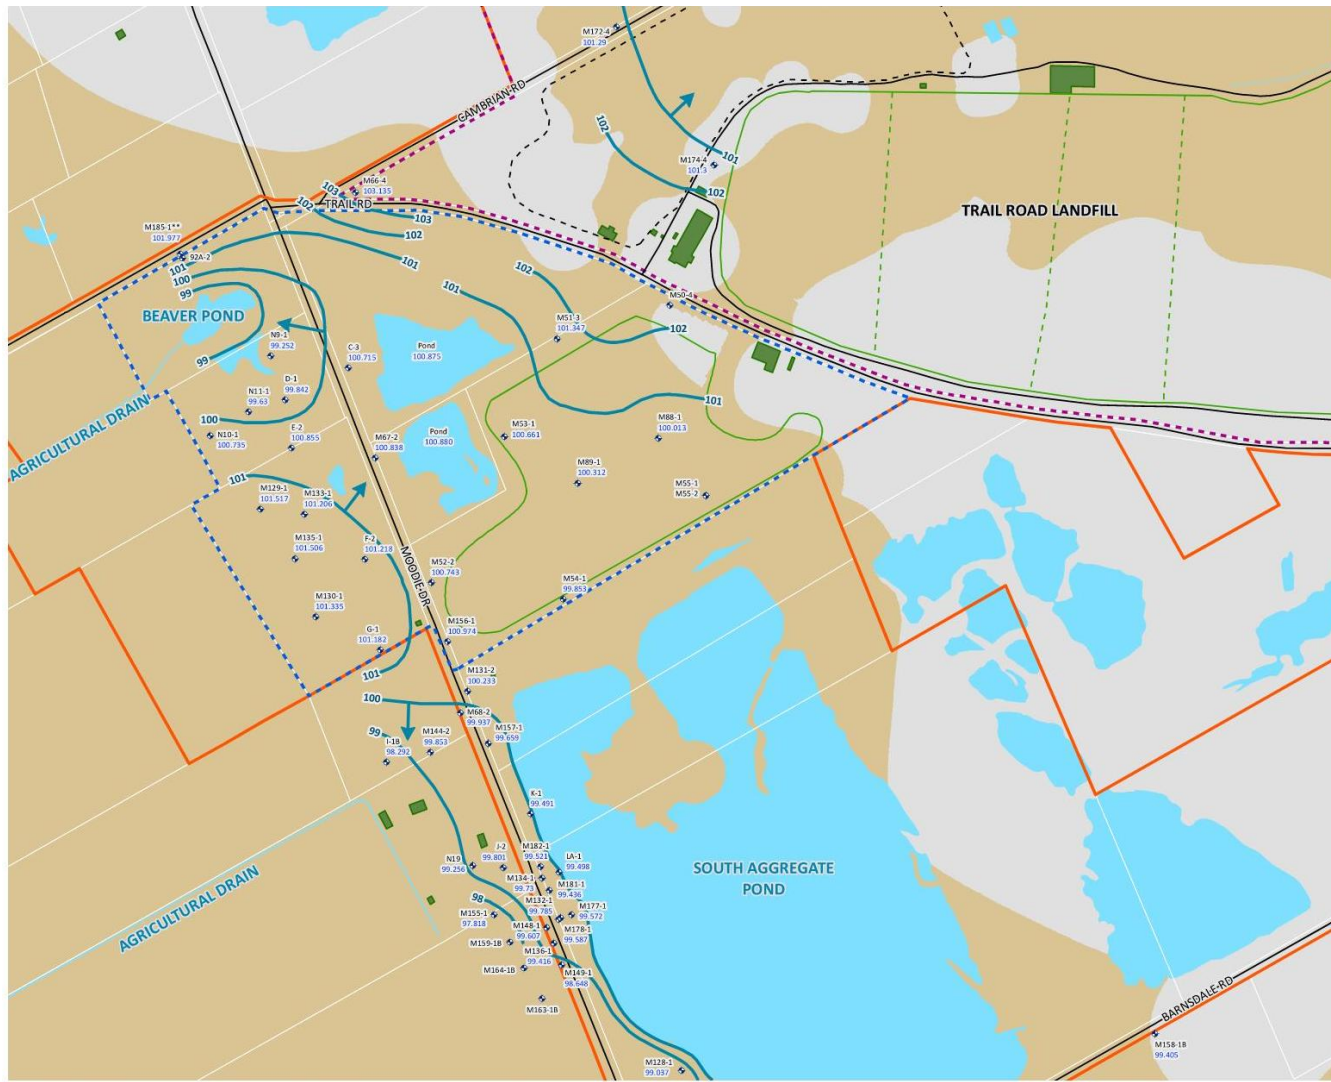 M172-4
101.29
CAMBRIAN RD
102
101
M174-4
101.3
102
M66-4
103.135
103
102
TRAIL RD
103
102
TRAIL ROAD LANDFILL
M185-1**
101.977
92A-2
101
100
99
101
102
101
BEAVER POND
M50-4
102
M51-3
101.347
N9-1
99.252
99
C-3
100.715
Pond
100.875
D-1
99.842
N11-1
99.63
100
101
AGRICULTURAL DRAIN
N10-1
100.735
E-2
100.855
M67-2
100.838
Pond
100.880
M53-1
100.661
M88-1
100.013
M89-1
100.312
M55-1
M55-2
101
M129-1
101.517
M133-1
101.206
M135-1
101.506
F-2
101.218
MOODIE DR
M52-2
100.743
M54-1
99.853
M130-1
101.335
G-1
101.182
M156-1
100.974
101
M131-2
100.233
100
M68-2
99.937
99
M144-2
99.853
M157-1
99.659
I-1B
98.292
K-1
99.491
J-2
99.801
M182-1
99.521
LA-1
99.498
N19
99.256
M134-1
99.73
M181-1
99.436
SOUTH AGGREGATE
POND
AGRICULTURAL DRAIN
98
M132-1
99.785
M177-1
99.572
M155-1
97.818
M148-1
99.607
M178-1
99.587
M159-1B
M136-1
99.416
M164-1B
M149-1
98.648
M163-1B
BARNSDALE RD
M158-1B
99.405
M128-1
99.037